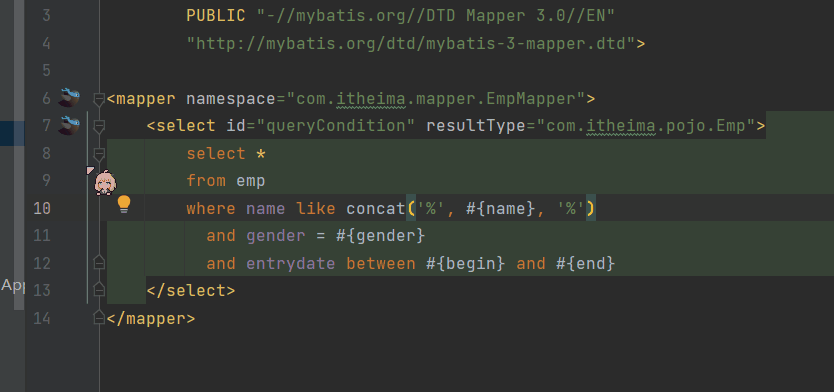 3 PUBLIC "-//mybatis.org//DTD Mapper 3.0//EN"
4 "http://mybatis.org/dtd/mybatis-3-mapper.dtd">
5
6 <mapper namespace="com.itheima.mapper.EmpMapper">
7 <select id="queryCondition" resultType="com.itheima.pojo.Emp">
8 select *
9 from emp
10 where name like concat('%', #{name}, '%')
11 and gender = #{gender}
12 and entrydate between #{begin} and #{end}
App
13 </select>
14 </mapper>